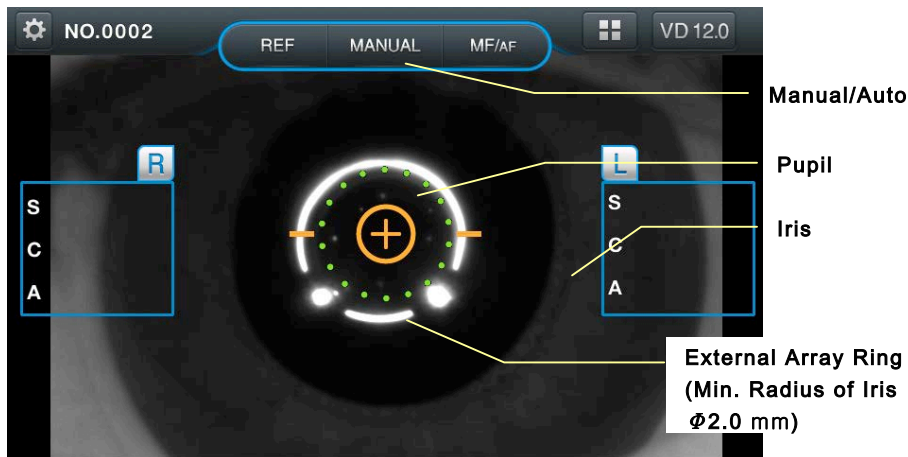 NO.0002
REF MANUAL MF/AF
VD 12.0
Manual/Auto
R
L
Pupil
S
C
A
S
C
A
Iris
External Array Ring
(Min. Radius of Iris
Φ2.0 mm)